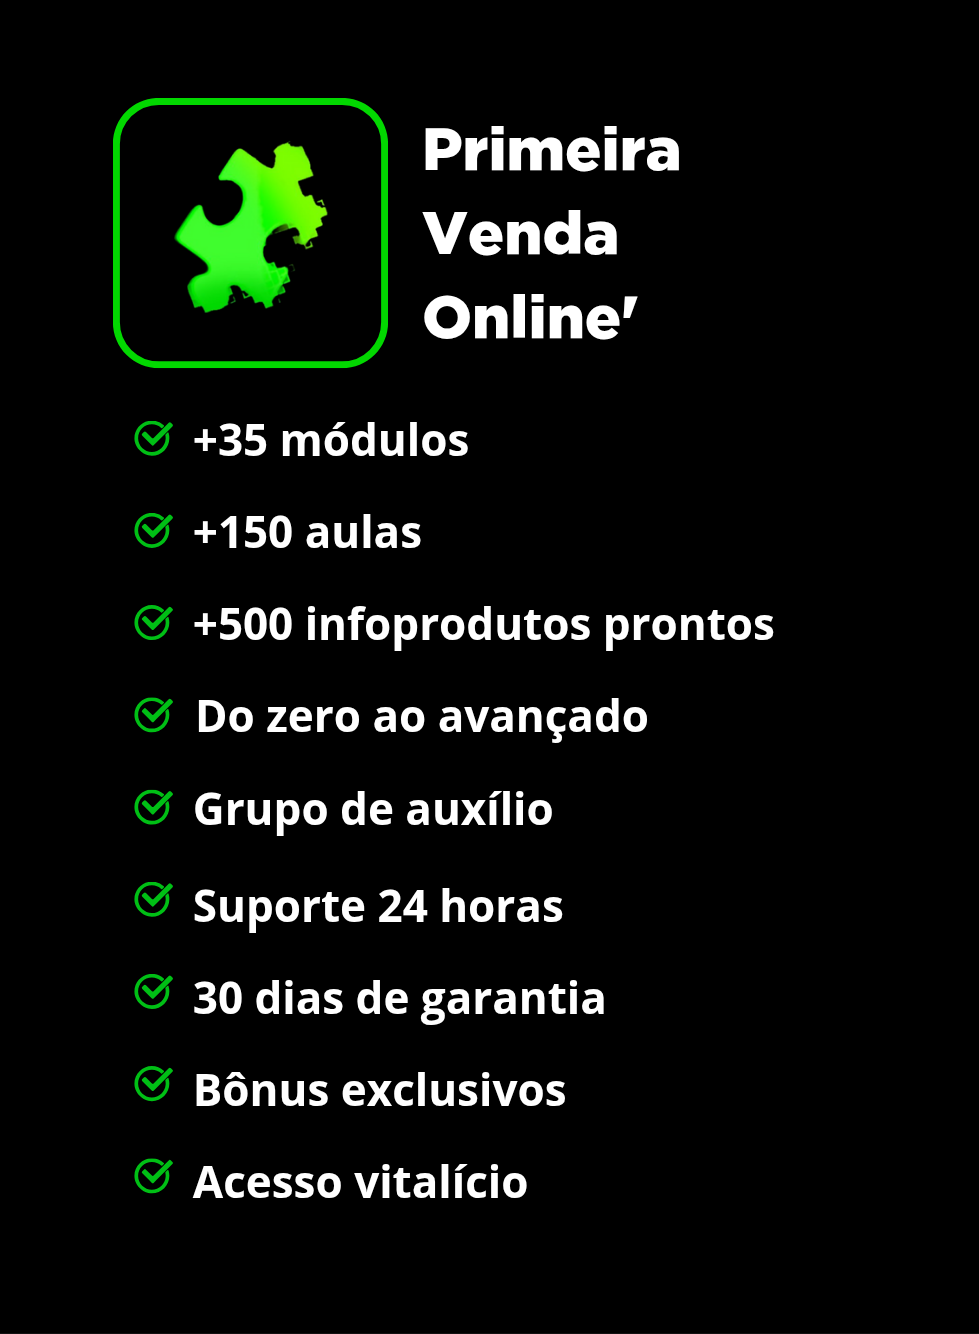 Primeira
Venda
Online'
+35 módulos
+150 aulas
+500 infoprodutos prontos
Do zero ao avançado
Grupo de auxílio
Suporte 24 horas
30 dias de garantia
Bônus exclusivos
Acesso vitalício